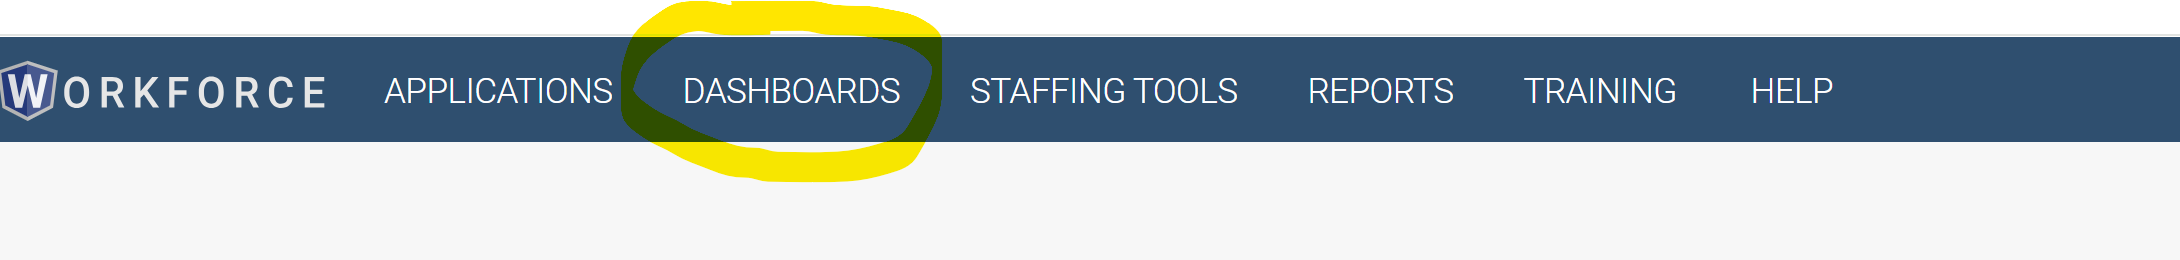 WORKFORCE APPLICATIONS DASHBOARDS STAFFING TOOLS REPORTS TRAINING HELP